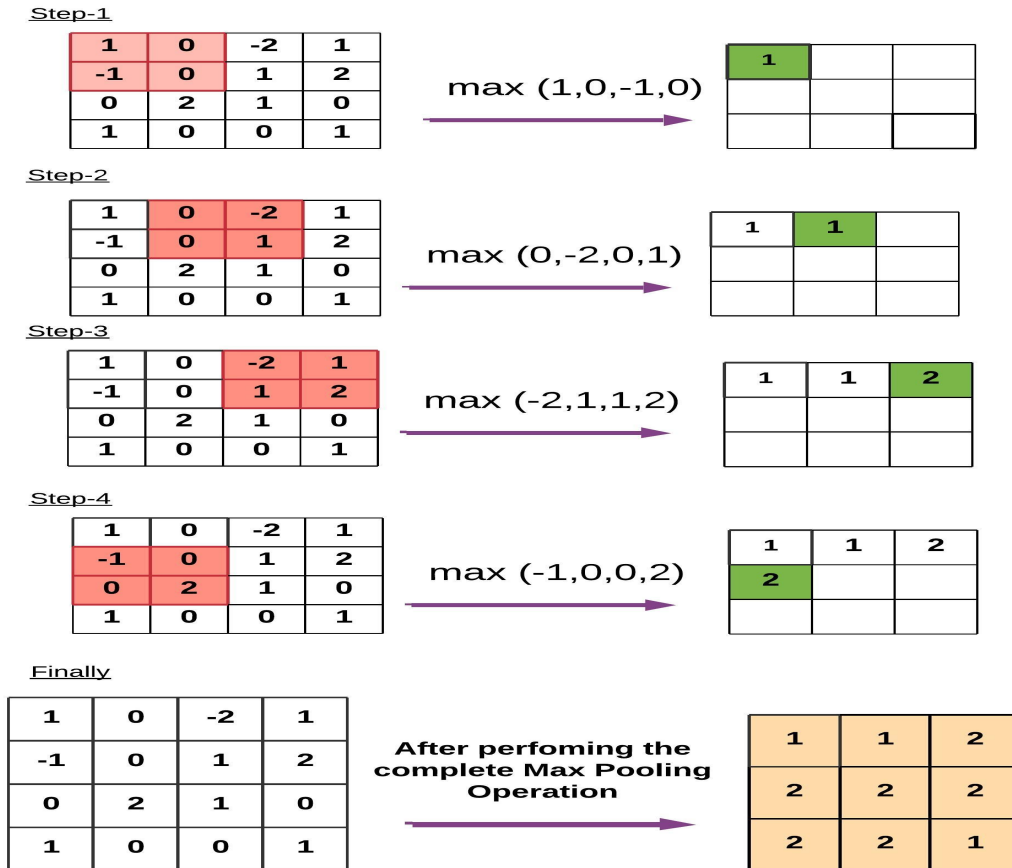 Step-1
1 0 -2 1
-1 0 1 2
0 2 1 0
1 0 0 1
max (1,0,-1,0)
1
Step-2
1 0 -2 1
-1 0 1 2
0 2 1 0
1 0 0 1
max (0,-2,0,1)
1 1
Step-3
1 0 -2 1
-1 0 1 2
0 2 1 0
1 0 0 1
max (-2,1,1,2)
1 1 2
Step-4
1 0 -2 1
-1 0 1 2
0 2 1 0
1 0 0 1
max (-1,0,0,2)
1 1 2
2
Finally
1 0 -2 1
-1 0 1 2
0 2 1 0
1 0 0 1
After perfoming the
complete Max Pooling
Operation
1 1 2
2 2 2
2 2 1